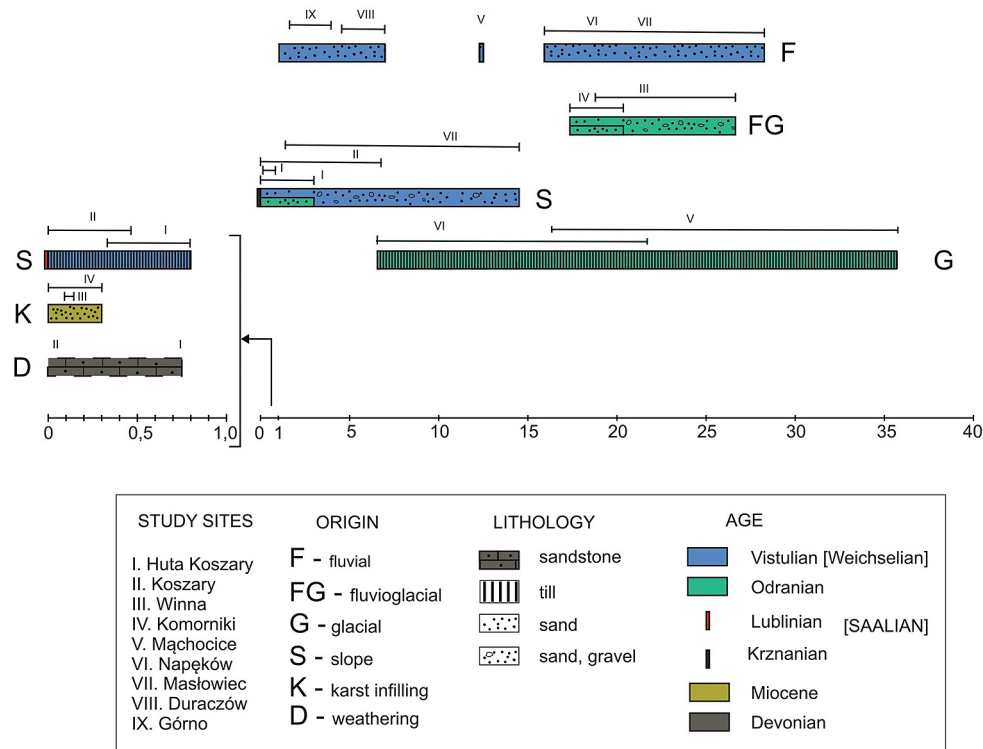 IX VIII V VI VII
F
IV III
FG
VII
II
I I
S
II I
VI V
S G
IV
III
K
II I
D
0 0,5 1,0 0 1 5 10 15 20 25 30 35 40
STUDY SITES
I. Huta Koszary
II. Koszary
III. Winna
IV. Komorniki
V. Mąchocice
VI. Napęków
VII. Masłowiec
VIII. Duraczów
IX. Górno
ORIGIN
F - fluvial
FG - fluvioglacial
G - glacial
S - slope
K - karst infilling
D - weathering
LITHOLOGY
sandstone
till
sand
sand, gravel
AGE
Vistulian [Weichselian]
Odranian
Lublinian
[SAALIAN]
Krznanian
Miocene
Devonian